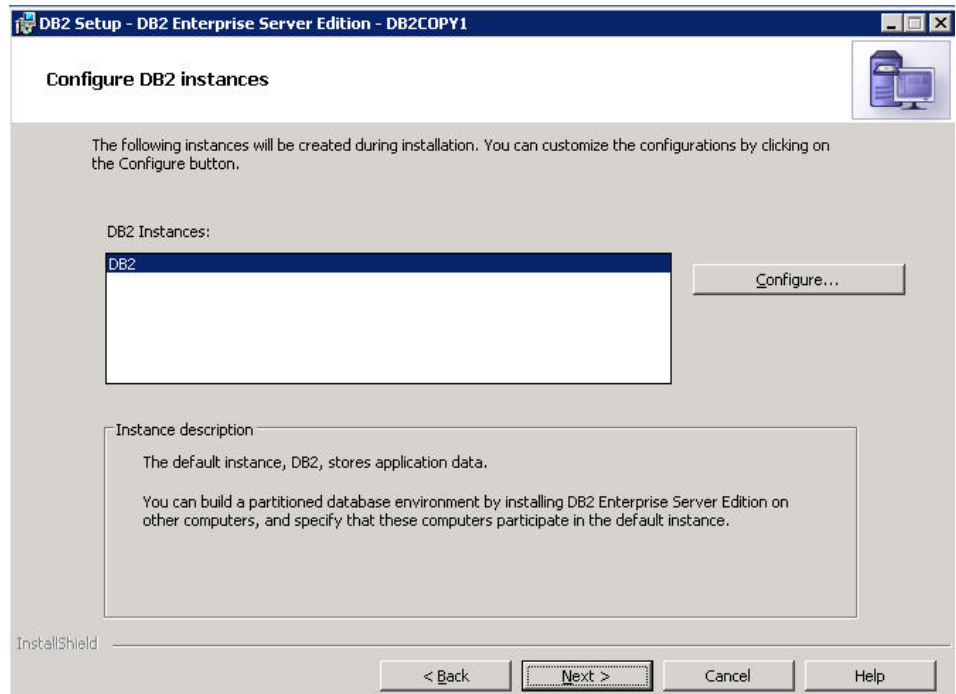 DB2 Setup - DB2 Enterprise Server Edition - DB2COPY1
Configure DB2 instances
The following instances will be created during installation. You can customize the configurations by clicking on
the Configure button.
DB2 Instances:
DB2
Configure...
Instance description
The default instance, DB2, stores application data.
You can build a partitioned database environment by installing DB2 Enterprise Server Edition on
other computers, and specify that these computers participate in the default instance.
InstallShield
< Back
Next >
Cancel
Help